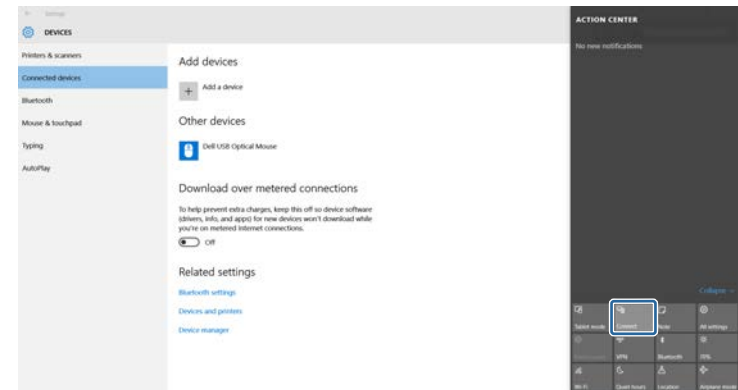 Settings
DEVICES
Printers & scanners
Connected devices
Bluetooth
Mouse & touchpad
Typing
AutoPlay
Add devices
Add a device
Other devices
Dell USB Optical Mouse
Download over metered connections
To help prevent extra charges, keep this off so device software
(drivers, info, and apps) for new devices won't download while
you're on metered Internet connections.
Off
Related settings
Bluetooth settings
Devices and printers
Device manager
ACTION CENTER
No new notifications
Collapse
Tablet mode
Connect
Note
All settings
VPN
Bluetooth
Wi-Fi
Quiet hours
Location
Airplane mode